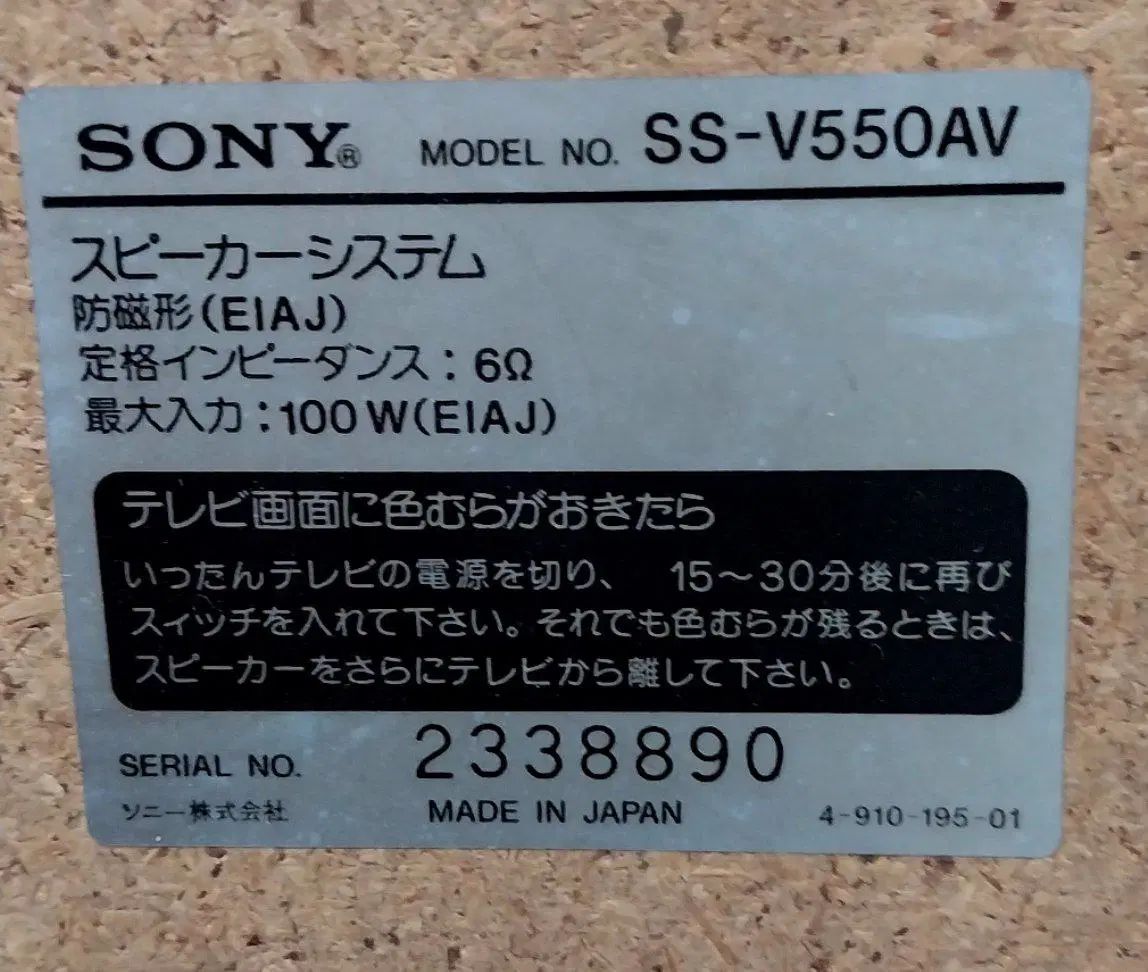 SONY® MODEL NO. SS-V550AV
スピーカーシステム
防磁形(EIAJ)
定格インピーダンス:6Ω
最大入力:100W(EIAJ)
テレビ画面に色むらがおきたら
いったんテレビの電源を切り、 15〜30分後に再び
スイッチを入れて下さい。それでも色むらが残るときは、
スピーカーをさらにテレビから離して下さい。
SERIAL NO. 2338890
ソニー株式会社 MADE IN JAPAN 4-910-195-01